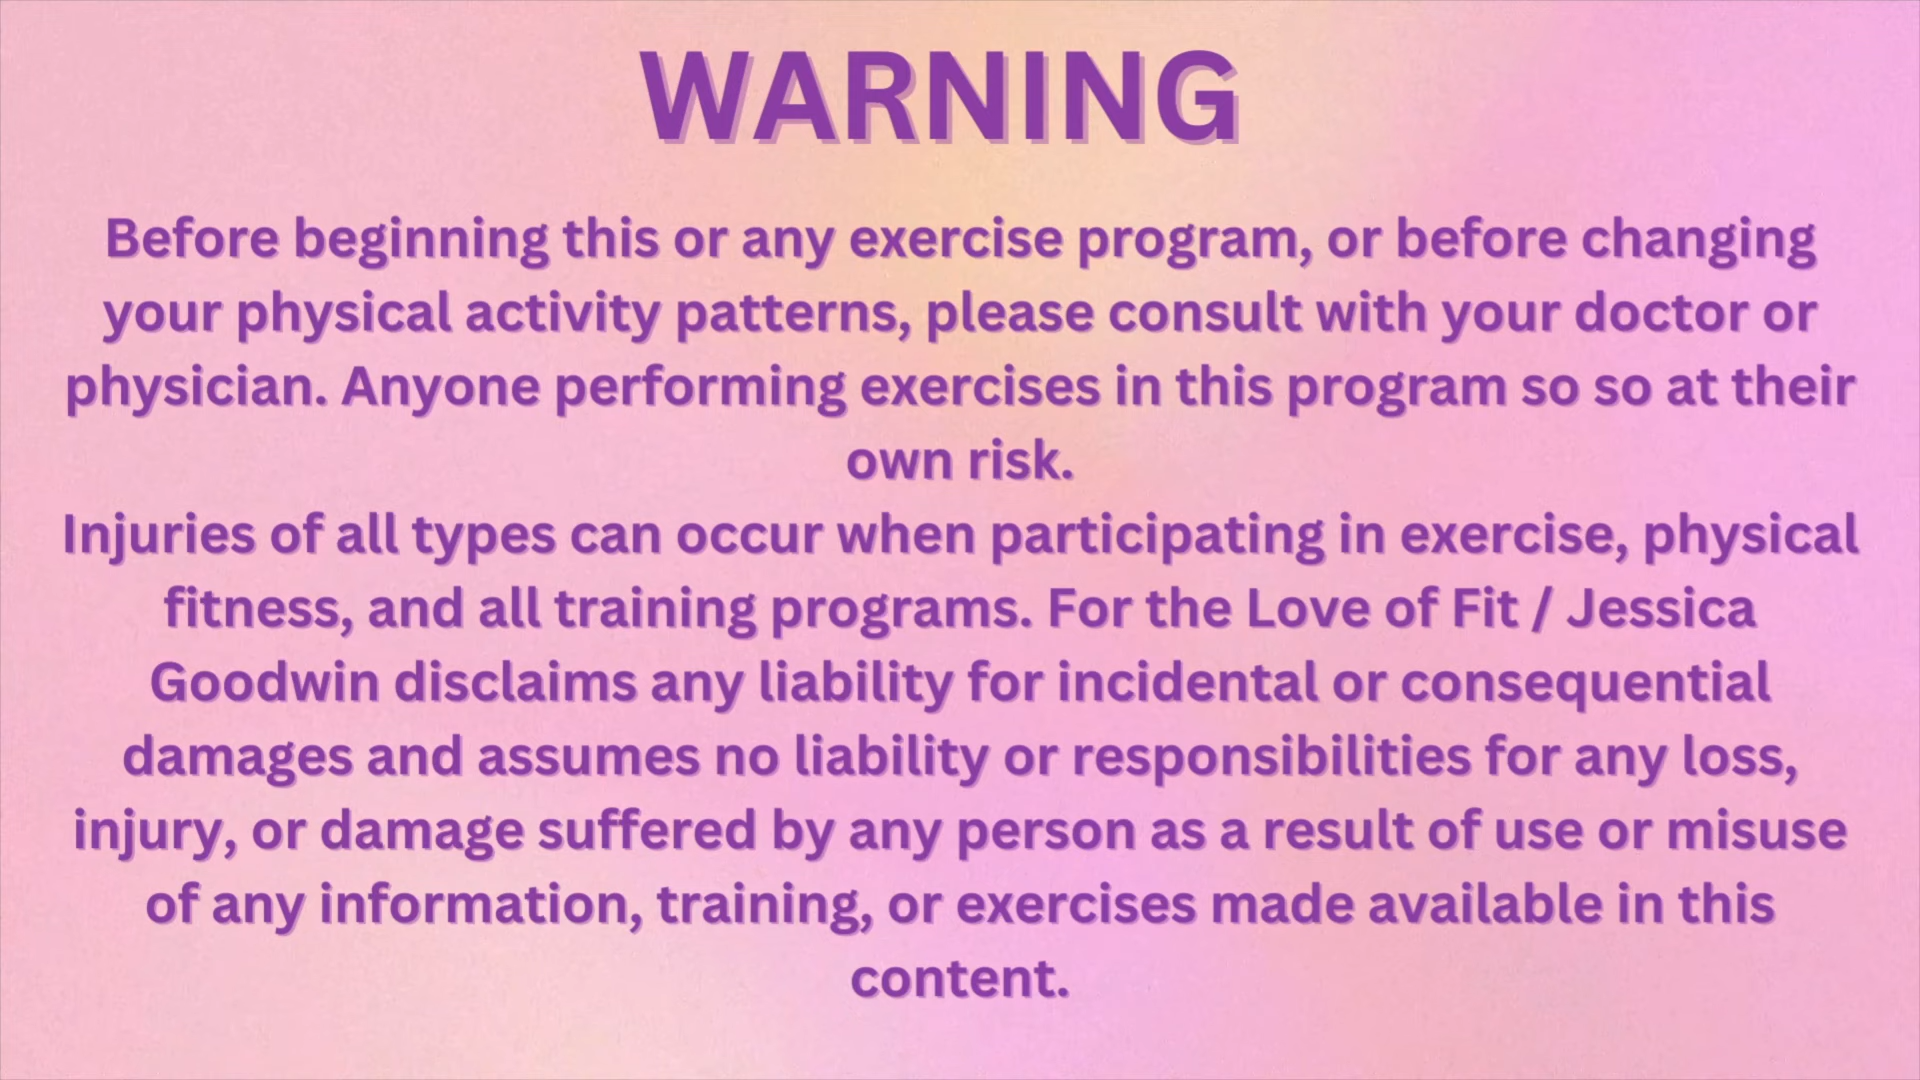 WARNING
Before beginning this or any exercise program, or before changing
your physical activity patterns, please consult with your doctor or
physician. Anyone performing exercises in this program so so at their
own risk.
Injuries of all types can occur when participating in exercise, physical
fitness, and all training programs. For the Love of Fit / Jessica
Goodwin disclaims any liability for incidental or consequential
damages and assumes no liability or responsibilities for any loss,
injury, or damage suffered by any person as a result of use or misuse
of any information, training, or exercises made available in this
content.